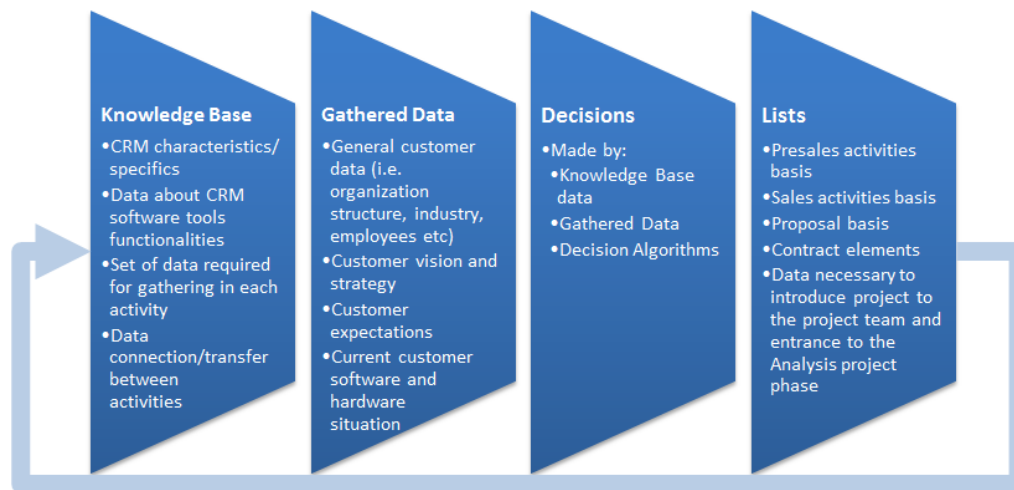 Knowledge Base
•CRM characteristics/
specifics
•Data about CRM
software tools
functionalities
•Set of data required
for gathering in each
activity
•Data
connection/transfer
between
activities
Gathered Data
•General customer
data (i.e.
organization
structure, industry,
employees etc)
•Customer vision and
strategy
•Customer
expectations
•Current customer
software and
hardware
situation
Decisions
•Made by:
•Knowledge Base
data
•Gathered Data
•Decision Algorithms
Lists
•Presales activities
basis
•Sales activities basis
•Proposal basis
•Contract elements
•Data necessary to
introduce project to
the project team and
entrance to the
Analysis project
phase